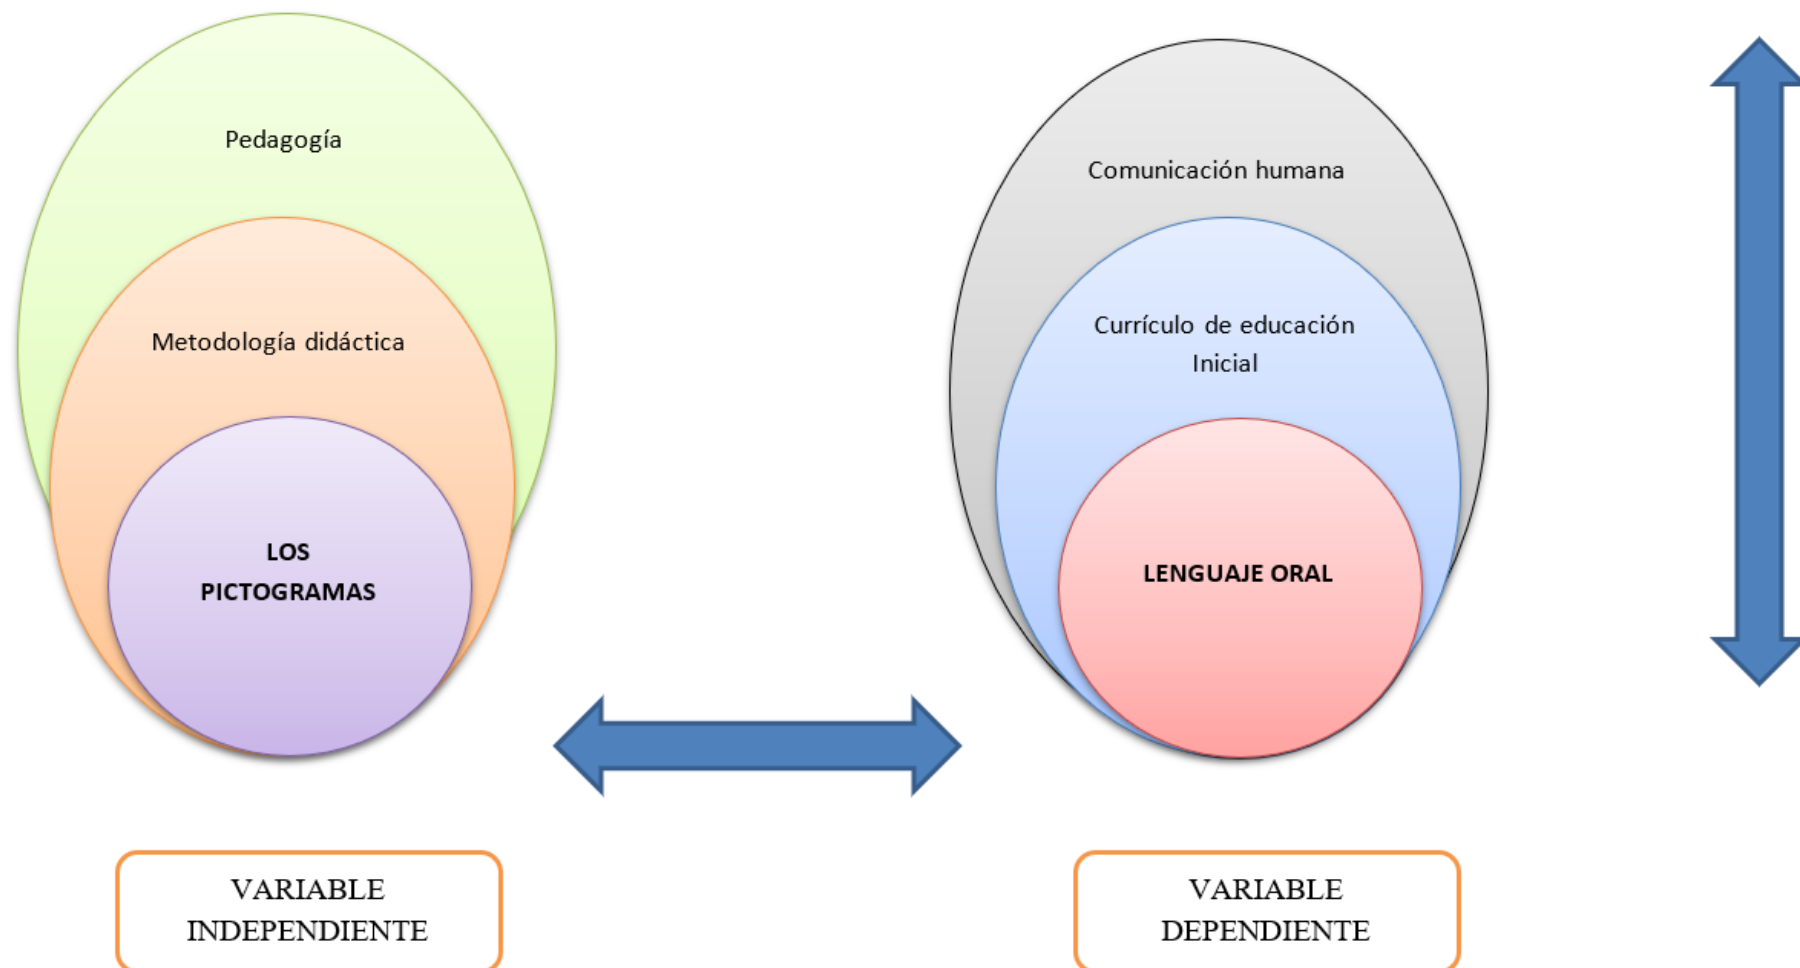 Pedagogía
Metodología didáctica
LOS
PICTOGRAMAS
Comunicación humana
Currículo de educación
Inicial
LENGUAJE ORAL
VARIABLE
INDEPENDIENTE
VARIABLE
DEPENDIENTE